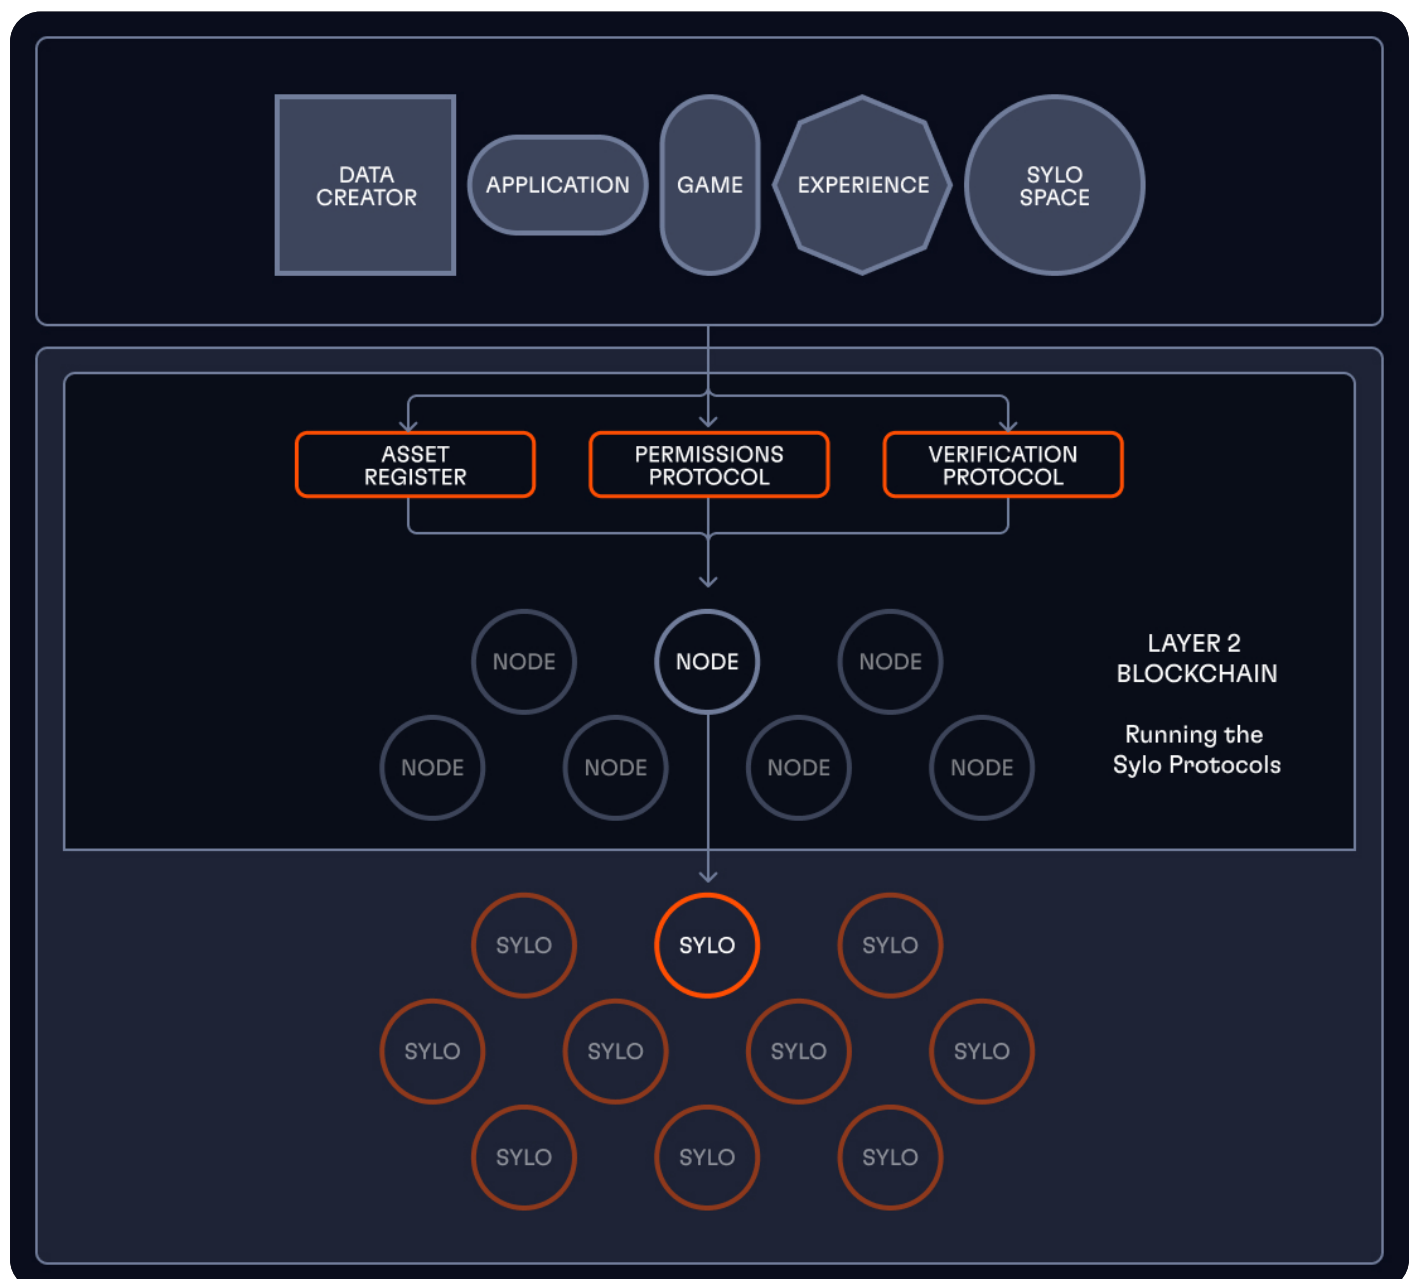 DATA
CREATOR
APPLICATION
GAME
EXPERIENCE
SYLO
SPACE
ASSET
REGISTER
PERMISSIONS
PROTOCOL
VERIFICATION
PROTOCOL
NODE
NODE
NODE
LAYER 2
BLOCKCHAIN
Running the
Sylo Protocols
NODE
NODE
NODE
NODE
SYLO
SYLO
SYLO
SYLO
SYLO
SYLO
SYLO
SYLO
SYLO
SYLO